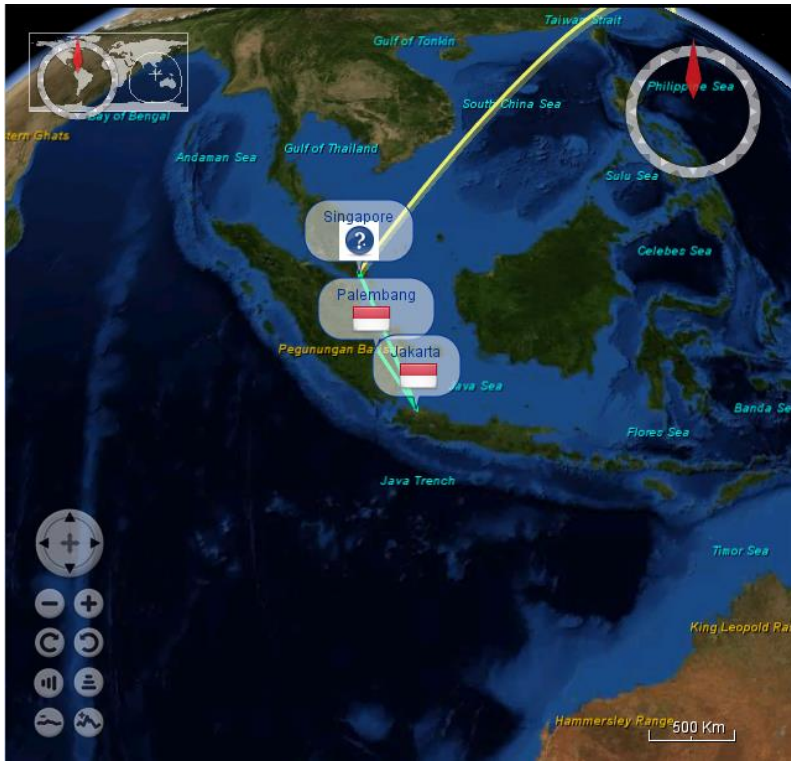 Taiwan Strait
Gulf of Tonkin
Philippine Sea
South China Sea
Bay of Bengal
tern Ghats
Gulf of Thailand
Andaman Sea
Sulu Sea
Singapore
?
Celebes Sea
Palembang
Pegunungan Ba
Jakarta
Java Sea
Banda Se
Flores Sea
Java Trench
Timor Sea
King Leopold Ra
Hammersley Range
500 Km